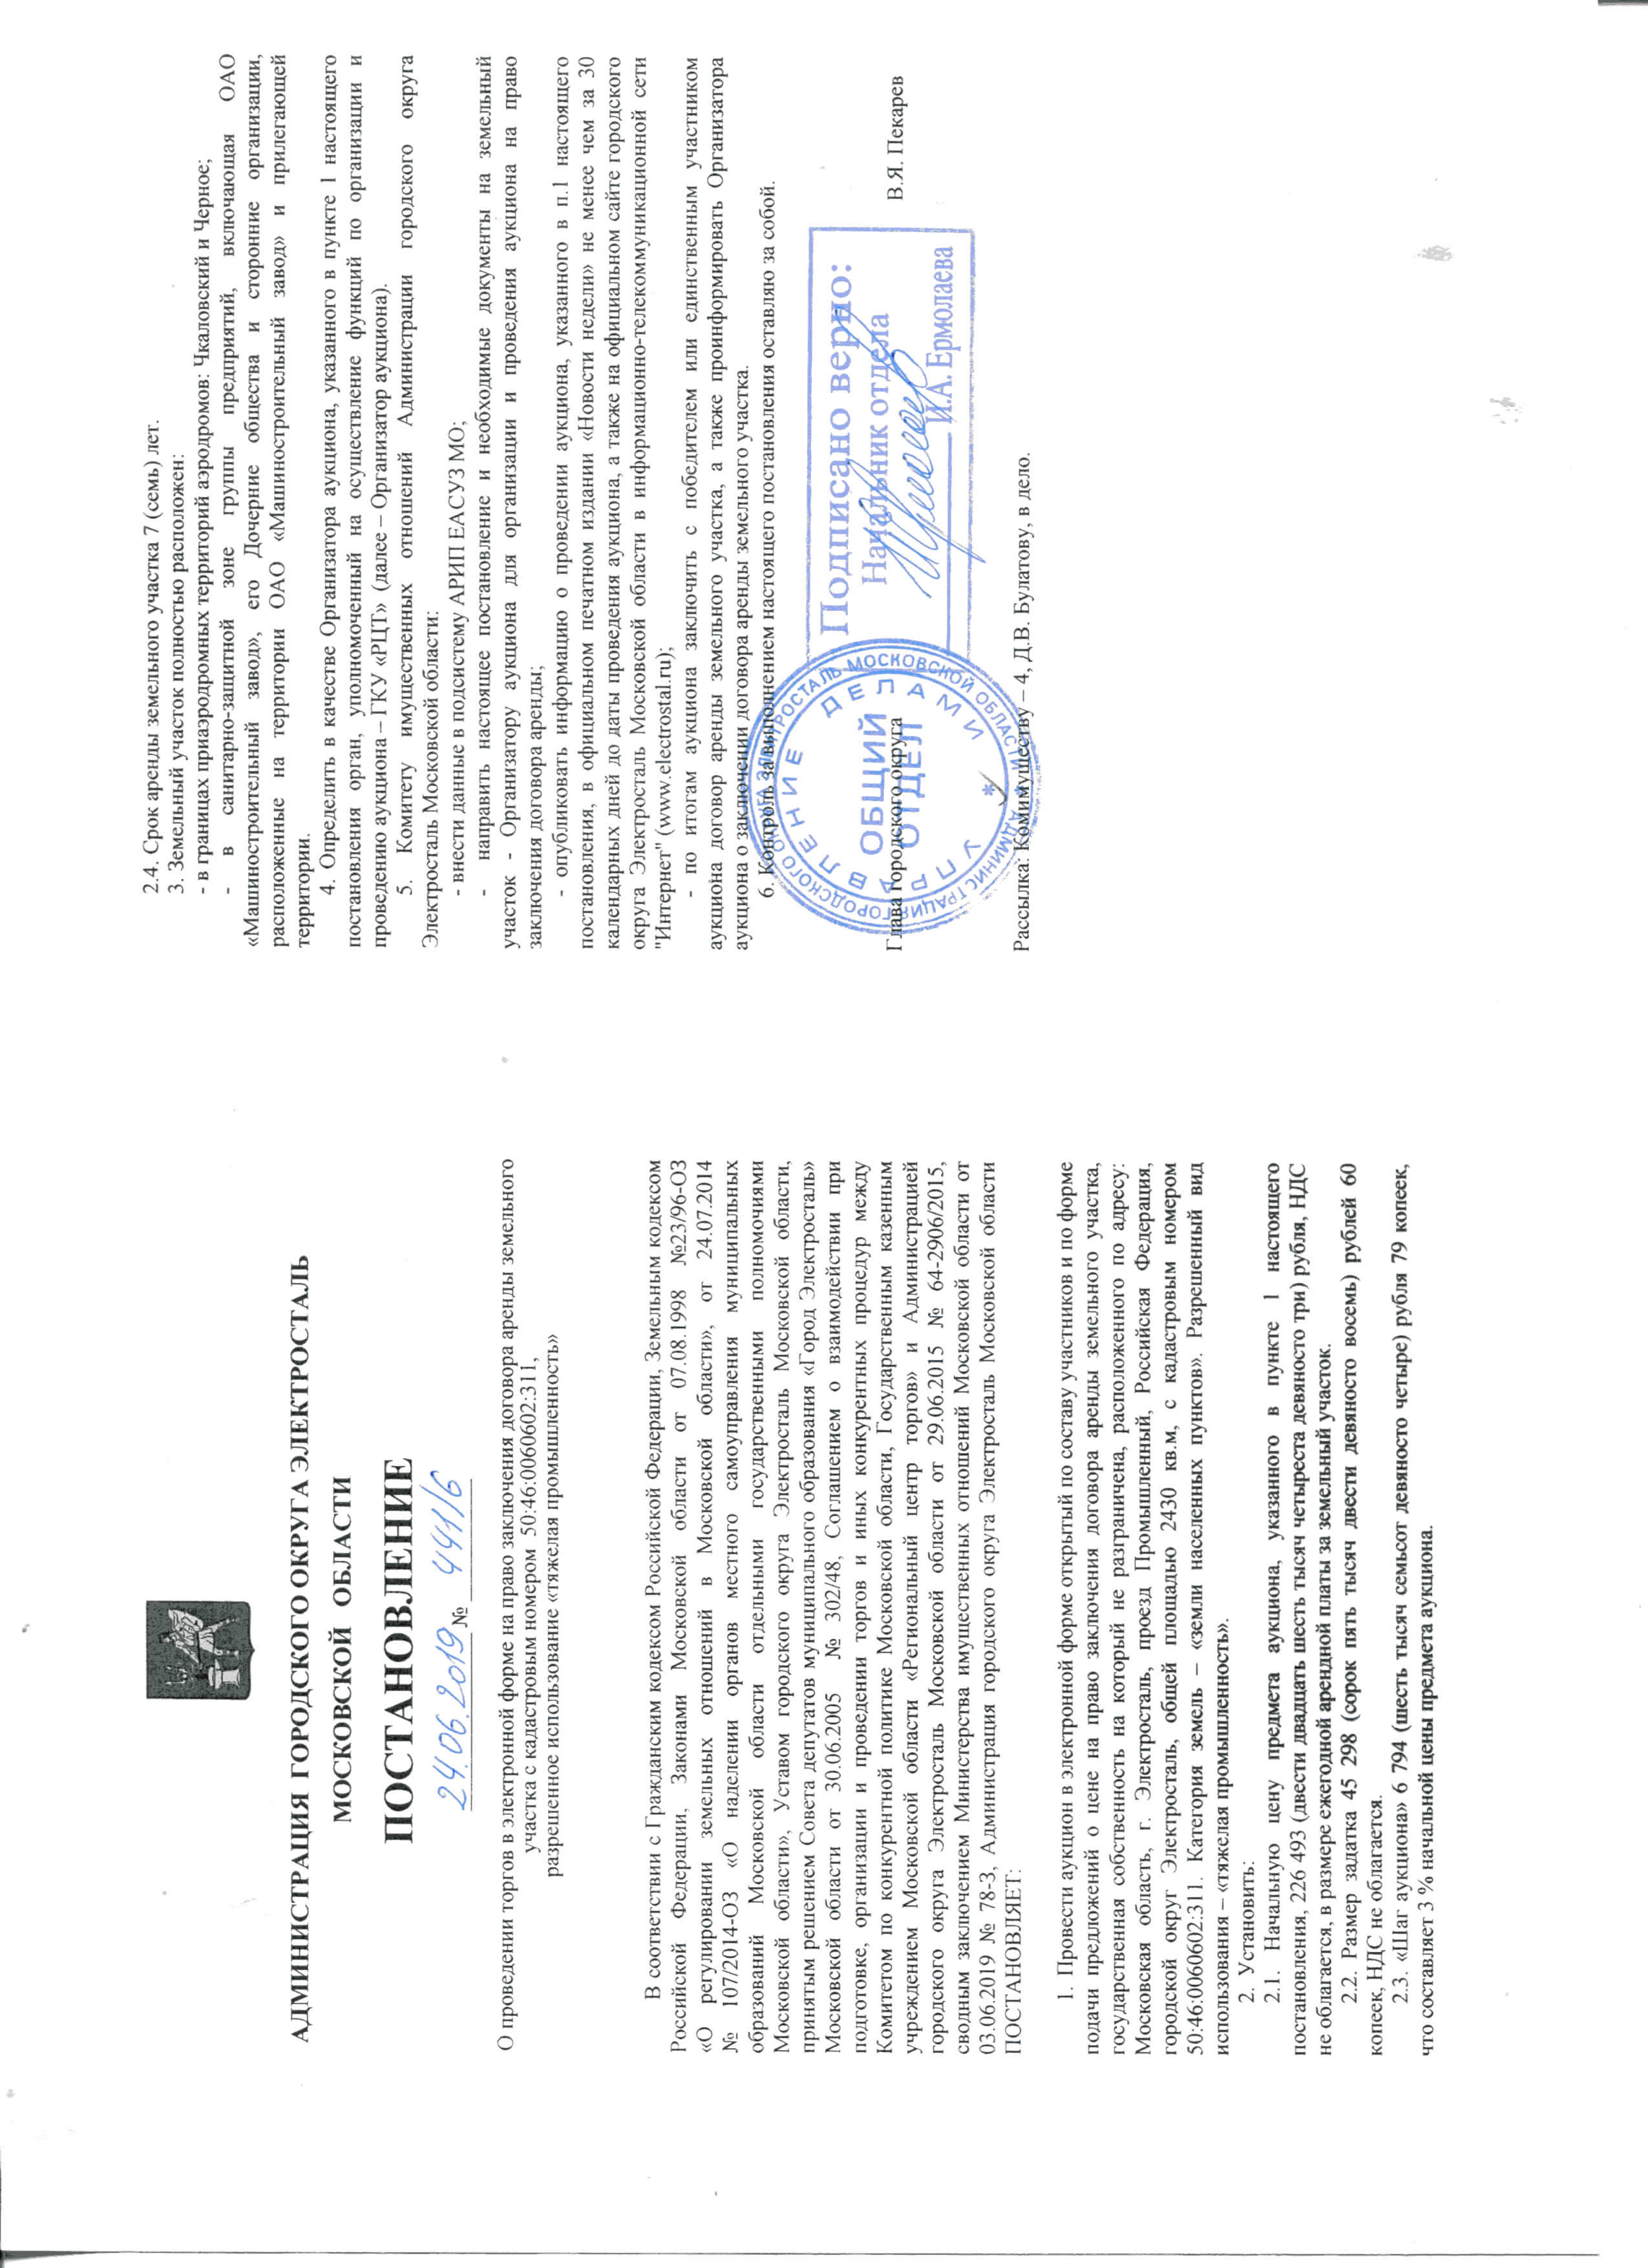 АДМИНИСТРАЦИЯ ГОРОДСКОГО ОКРУГА ЭЛЕКТРОСТАЛЬ
МОСКОВСКОЙ ОБЛАСТИ
ПОСТАНОВЛЕНИЕ
24.06.2019 № 441/6
О проведении торгов в электронной форме на право заключения договора аренды земельного
участка с кадастровым номером 50:46:0060602:311,
разрешенное использование «тяжелая промышленность»
В соответствии с Гражданским кодексом Российской Федерации, Земельным кодексом
Российской Федерации, Законами Московской области от 07.08.1998 №23/96-ОЗ
«О регулировании земельных отношений в Московской области», от 24.07.2014
№ 107/2014-ОЗ «О наделении органов местного самоуправления муниципальных
образований Московской области отдельными государственными полномочиями
Московской области», Уставом городского округа Электросталь Московской области,
принятым решением Совета депутатов муниципального образования «Город Электросталь»
Московской области от 30.06.2005 № 302/48, Соглашением о взаимодействии при
подготовке, организации и проведении торгов и иных конкурентных процедур между
Комитетом по конкурентной политике Московской области, Государственным казенным
учреждением Московской области «Региональный центр торгов» и Администрацией
городского округа Электросталь Московской области от 29.06.2015 № 64-2906/2015,
сводным заключением Министерства имущественных отношений Московской области от
03.06.2019 № 78-З, Администрация городского округа Электросталь Московской области
ПОСТАНОВЛЯЕТ:
1. Провести аукцион в электронной форме открытый по составу участников и по форме
подачи предложений о цене на право заключения договора аренды земельного участка,
государственная собственность на который не разграничена, расположенного по адресу:
Московская область, г. Электросталь, проезд Промышленный, Российская Федерация,
городской округ Электросталь, общей площадью 2430 кв.м, с кадастровым номером
50:46:0060602:311. Категория земель – «земли населенных пунктов». Разрешенный вид
использования – «тяжелая промышленность».
2. Установить:
2.1. Начальную цену предмета аукциона, указанного в пункте 1 настоящего
постановления, 226 493 (двести двадцать шесть тысяч четыреста девяносто три) рубля, НДС
не облагается, в размере ежегодной арендной платы за земельный участок.
2.2. Размер задатка 45 298 (сорок пять тысяч двести девяносто восемь) рублей 60
копеек, НДС не облагается.
2.3. «Шаг аукциона» 6 794 (шесть тысяч семьсот девяносто четыре) рубля 79 копеек,
что составляет 3 % начальной цены предмета аукциона.
2.4. Срок аренды земельного участка 7 (семь) лет.
3. Земельный участок полностью расположен:
- в границах приаэродромных территорий аэродромов: Чкаловский и Черное;
- в санитарно-защитной зоне группы предприятий, включающая ОАО
«Машиностроительный завод», его Дочерние общества и сторонние организации,
расположенные на территории ОАО «Машиностроительный завод» и прилегающей
территории.
4. Определить в качестве Организатора аукциона, указанного в пункте 1 настоящего
постановления орган, уполномоченный на осуществление функций по организации и
проведению аукциона – ГКУ «РЦТ» (далее – Организатор аукциона).
5. Комитету имущественных отношений Администрации городского округа
Электросталь Московской области:
- внести данные в подсистему АРИП ЕАСУЗ МО;
- направить настоящее постановление и необходимые документы на земельный
участок - Организатору аукциона для организации и проведения аукциона на право
заключения договора аренды;
- опубликовать информацию о проведении аукциона, указанного в п.1 настоящего
постановления, в официальном печатном издании «Новости недели» не менее чем за 30
календарных дней до даты проведения аукциона, а также на официальном сайте городского
округа Электросталь Московской области в информационно-телекоммуникационной сети
"Интернет" (www.electrostal.ru);
- по итогам аукциона заключить с победителем или единственным участником
аукциона договор аренды земельного участка, а также проинформировать Организатора
аукциона о заключении договора аренды земельного участка.
6. Контроль за выполнением настоящего постановления оставляю за собой.
Глава городского округа В.Я. Пекарев
Подписано верно:
Начальник отдела
И.А. Ермолаева
АДМИНИСТРАЦИЯ ГОРОДСКОГО ОКРУГА ЭЛЕКТРОСТАЛЬ МОСКОВСКОЙ ОБЛАСТИ
УПРАВЛЕНИЕ ДЕЛАМИ
ОБЩИЙ
ОТДЕЛ
Рассылка: Комимуществу – 4, Д.В. Булатову, в дело.